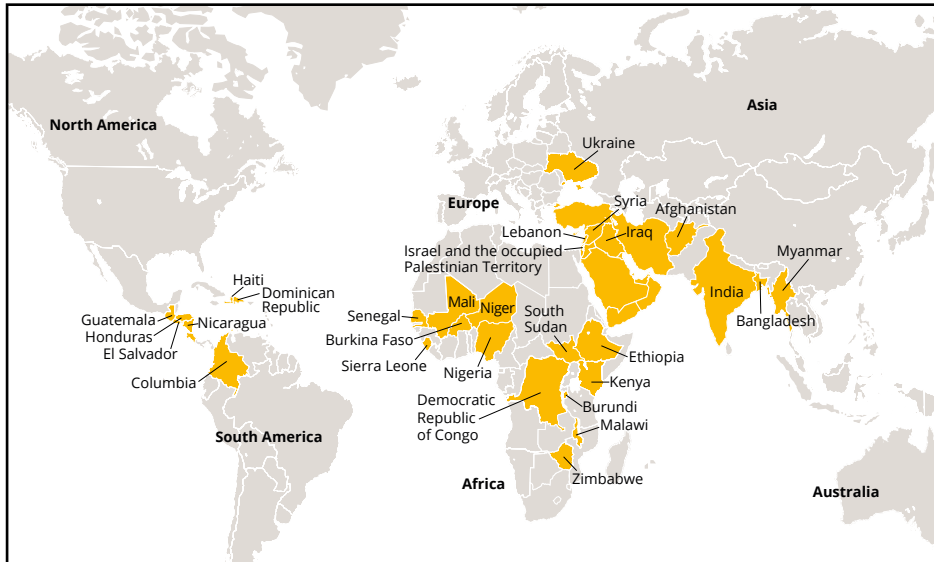 Asia
North America
Ukraine
Europe
Syria
Afghanistan
Lebanon
Iraq
Israel and the occupied
Palestinian Territory
Myanmar
Haiti
Dominican
Republic
India
Mali
Niger
Guatemala
Nicaragua
Senegal
South
Sudan
Bangladesh
Honduras
Burkina Faso
El Salvador
Ethiopia
Sierra Leone
Nigeria
Columbia
Kenya
Democratic
Republic
of Congo
Burundi
Malawi
South America
Zimbabwe
Africa
Australia